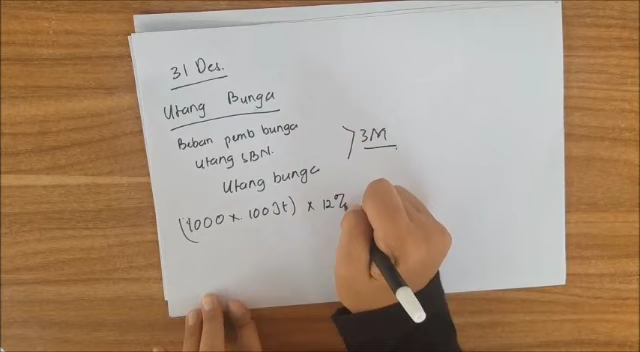 31 Des.
Utang Bunga
Beban pemb bunga
utang SBN.
3M
Utang bunga
(1000 x 100Jt) x 12%